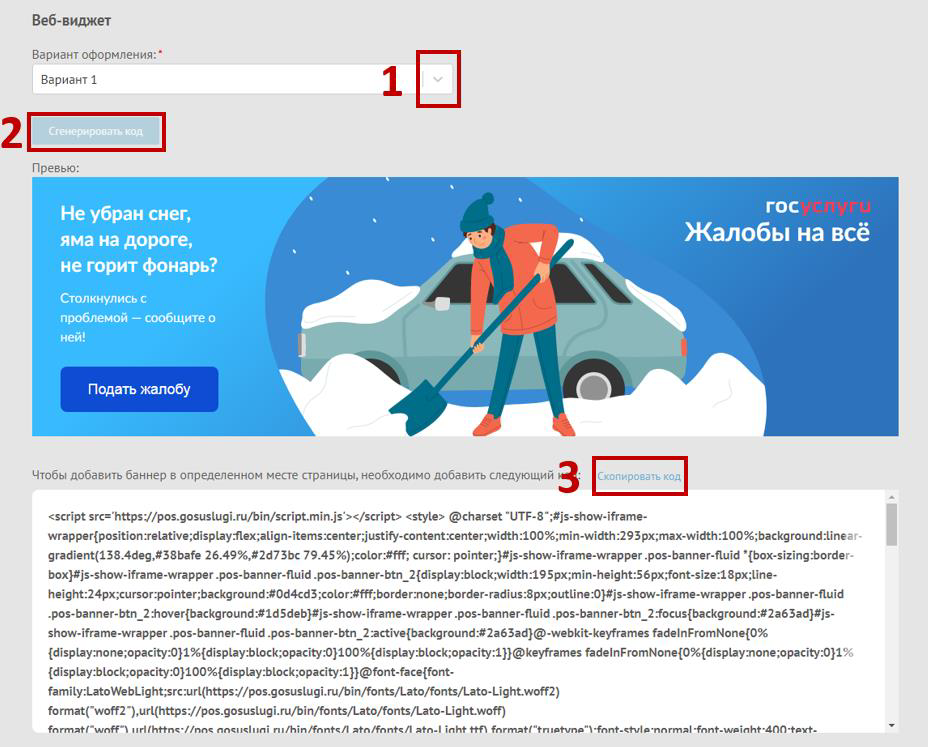 Веб-виджет
Вариант оформления: *
Вариант 1
1
2
Сгенерировать код
Превью:
Не убран снег,
яма на дороге,
не горит фонарь?
Столкнулись с
проблемой — сообщите о
ней!
Подать жалобу
госуслуги
Жалобы на всё
Чтобы добавить баннер в определенном месте страницы, необходимо добавить следующий
3
Скопировать код
<script src='https://pos.gosuslugi.ru/bin/script.min.js'></script> <style> @charset "UTF-8";#js-show-iframe-
wrapper{position:relative;display:flex;align-items:center;justify-content:center;width:100%;min-width:293px;max-width:100%;background:linear-
gradient(138.4deg,#38bafe 26.49%,#2d73bc 79.45%);color:#fff; cursor: pointer;}#js-show-iframe-wrapper .pos-banner-fluid *{box-sizing:border-
box}#js-show-iframe-wrapper .pos-banner-fluid .pos-banner-btn_2{display:block;width:195px;min-height:56px;font-size:18px;line-
height:24px;cursor:pointer;background:#0d4cd3;color:#fff;border:none;border-radius:8px;outline:0}#js-show-iframe-wrapper .pos-banner-fluid
.pos-banner-btn_2:hover{background:#1d5deb}#js-show-iframe-wrapper .pos-banner-fluid .pos-banner-btn_2:focus{background:#2a63ad}#js-
show-iframe-wrapper .pos-banner-fluid .pos-banner-btn_2:active{background:#2a63ad}@-webkit-keyframes fadeInFromNone{0%
{display:none;opacity:0}1%{display:block;opacity:0}100%{display:block;opacity:1}}@keyframes fadeInFromNone{0%{display:none;opacity:0}1%
{display:block;opacity:0}100%{display:block;opacity:1}}@font-face{font-
family:LatoWebLight;src:url(https://pos.gosuslugi.ru/bin/fonts/Lato/fonts/Lato-Light.woff2)
format("woff2"),url(https://pos.gosuslugi.ru/bin/fonts/Lato/fonts/Lato-Light.woff)
format("woff"),url(https://pos.gosuslugi.ru/bin/fonts/Lato/fonts/Lato-Light.ttf) format("truetype");font-style:normal;font-weight:400;text-